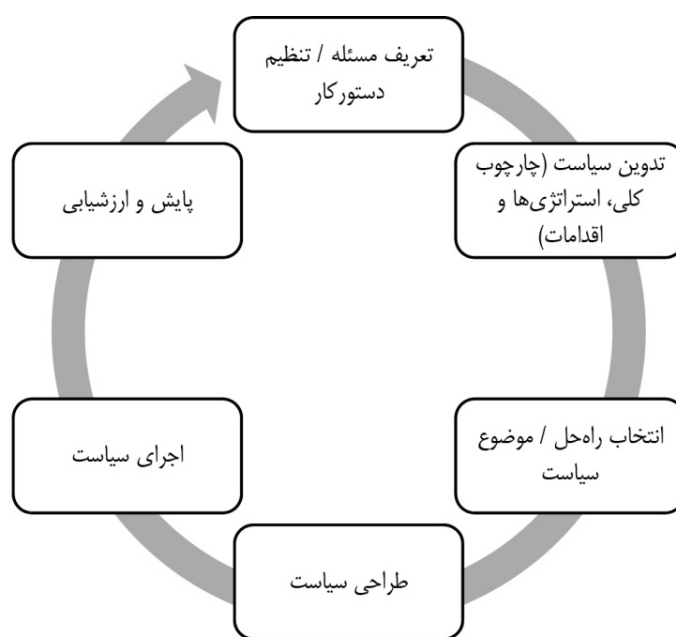 تعریف مسئله / تنظیم
دستورکار
تدوین سیاست (چارچوب
کلی، استراتژی‌ها و
اقدامات)
انتخاب راه‌حل / موضوع
سیاست
طراحی سیاست
اجرای سیاست
پایش و ارزشیابی